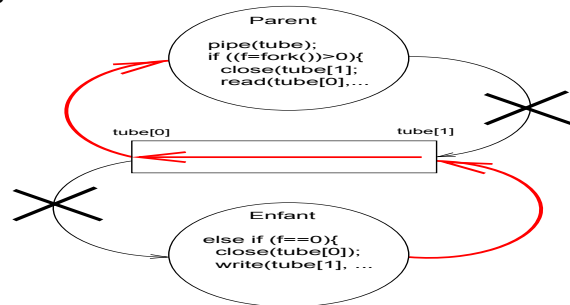 Parent
pipe(tube);
if ((f=fork())>0){
close(tube[1];
read(tube[0],...
tube[0]
tube[1]
Enfant
else if (f==0){
close(tube[0]);
write(tube[1], ...